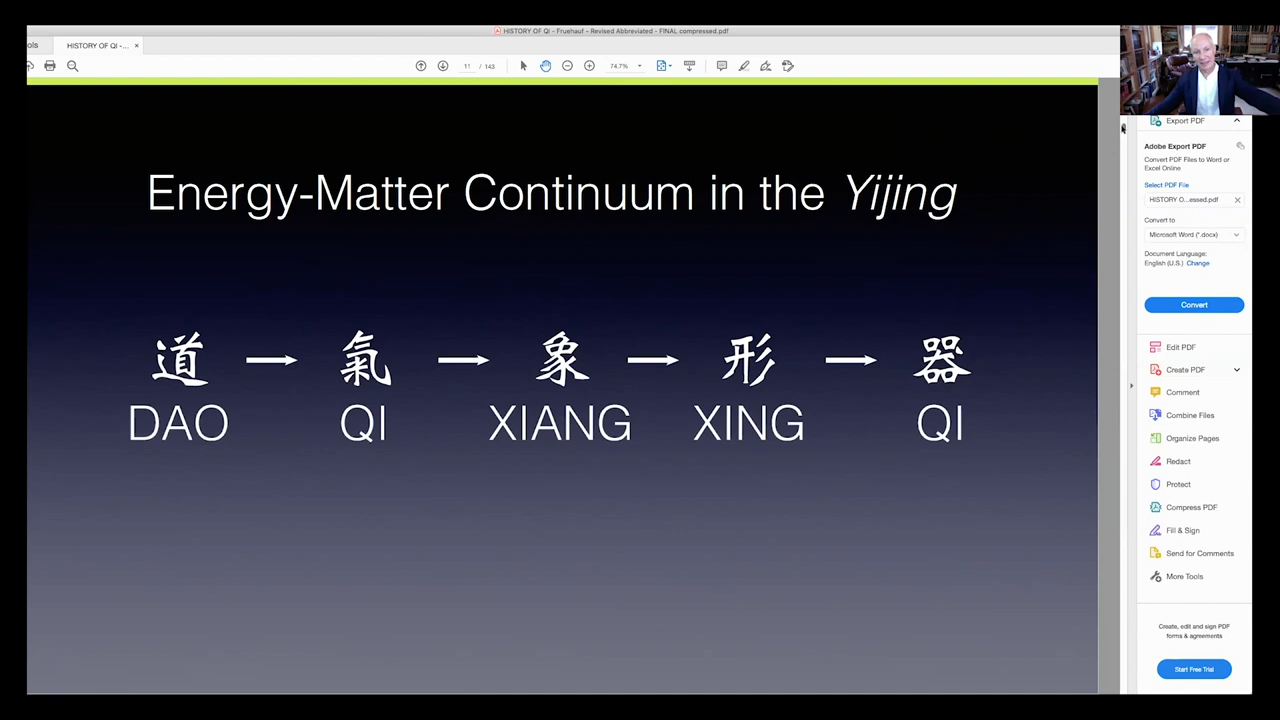 HISTORY OF QI - Fruehauf - Revised Abbreviated - FINAL compressed.pdf
ols
HISTORY OF QI -...
11 / 143
74.7%
Energy-Matter Continuum in the Yijing
道 → 氣 → 象 → 形 → 器
DAO QI XIANG XING QI
Export PDF
Adobe Export PDF
Convert PDF Files to Word or
Excel Online
Select PDF File
HISTORY O...essed.pdf
Convert to
Microsoft Word (*.docx)
Document Language:
English (U.S.) Change
Convert
Edit PDF
Create PDF
Comment
Combine Files
Organize Pages
Redact
Protect
Compress PDF
Fill & Sign
Send for Comments
More Tools
Create, edit and sign PDF
forms & agreements
Start Free Trial